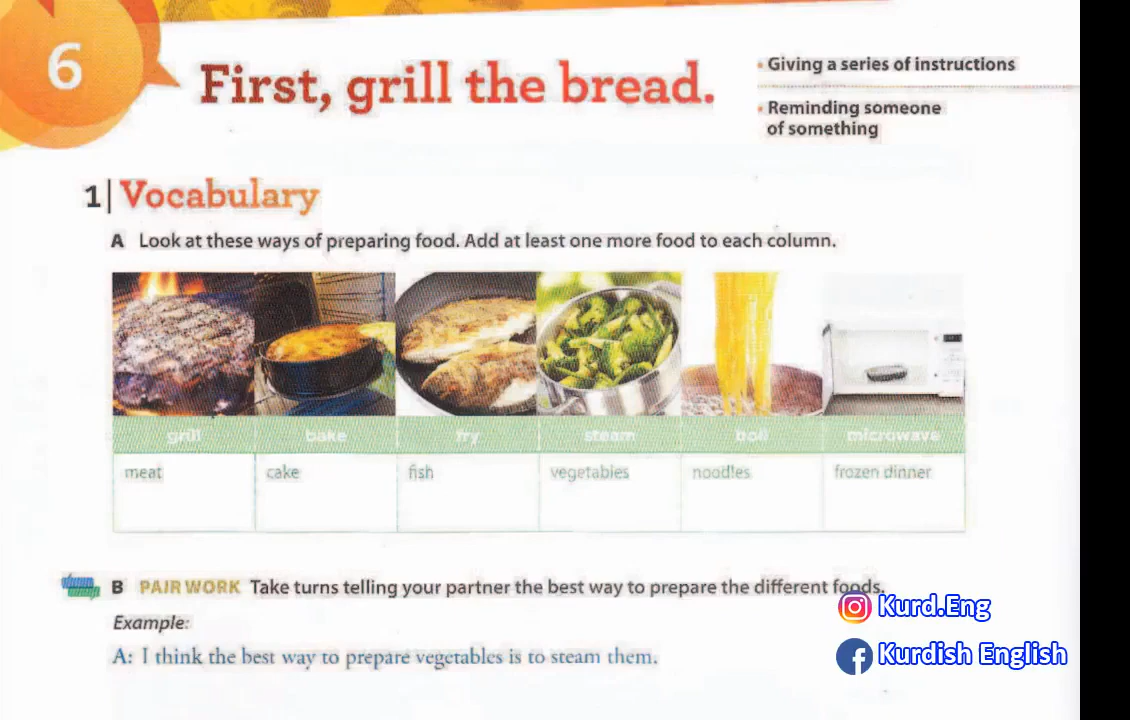 6
First, grill the bread.
• Giving a series of instructions
• Reminding someone
of something
1 Vocabulary
A Look at these ways of preparing food. Add at least one more food to each column.
grill bake fry steam boil microwave
meat cake fish vegetables noodles frozen dinner
B PAIR WORK Take turns telling your partner the best way to prepare the different foods.
Example:
A: I think the best way to prepare vegetables is to steam them.
Kurd.Eng
Kurdish English